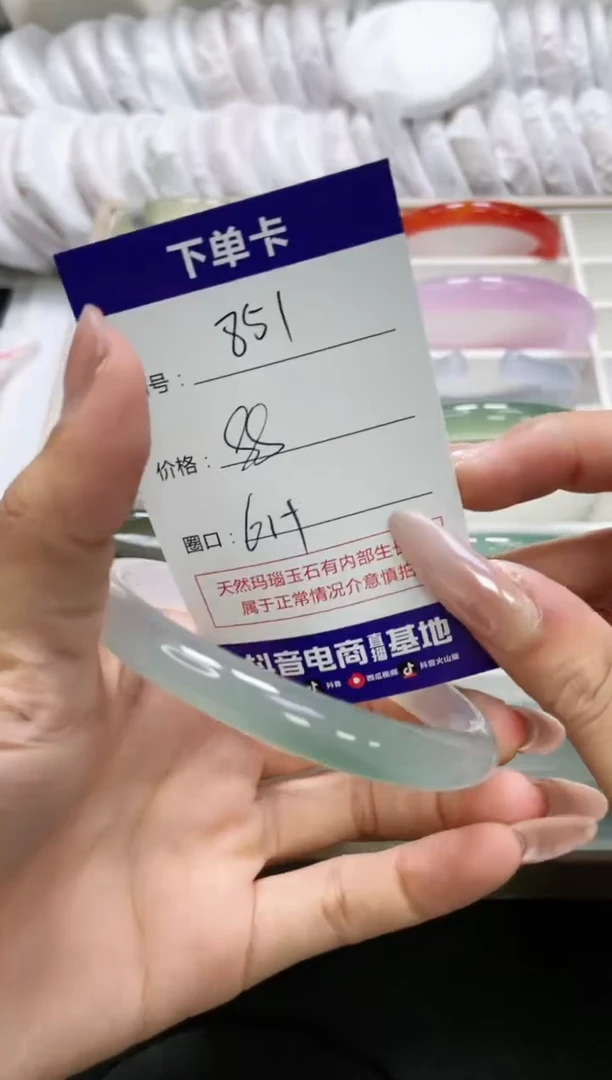 下单卡
号：851
价格：88
圈口：61+
天然玛瑙玉石有内部生长
属于正常情况介意慎拍
抖音电商直播基地
抖音 西瓜视频 抖音火山版